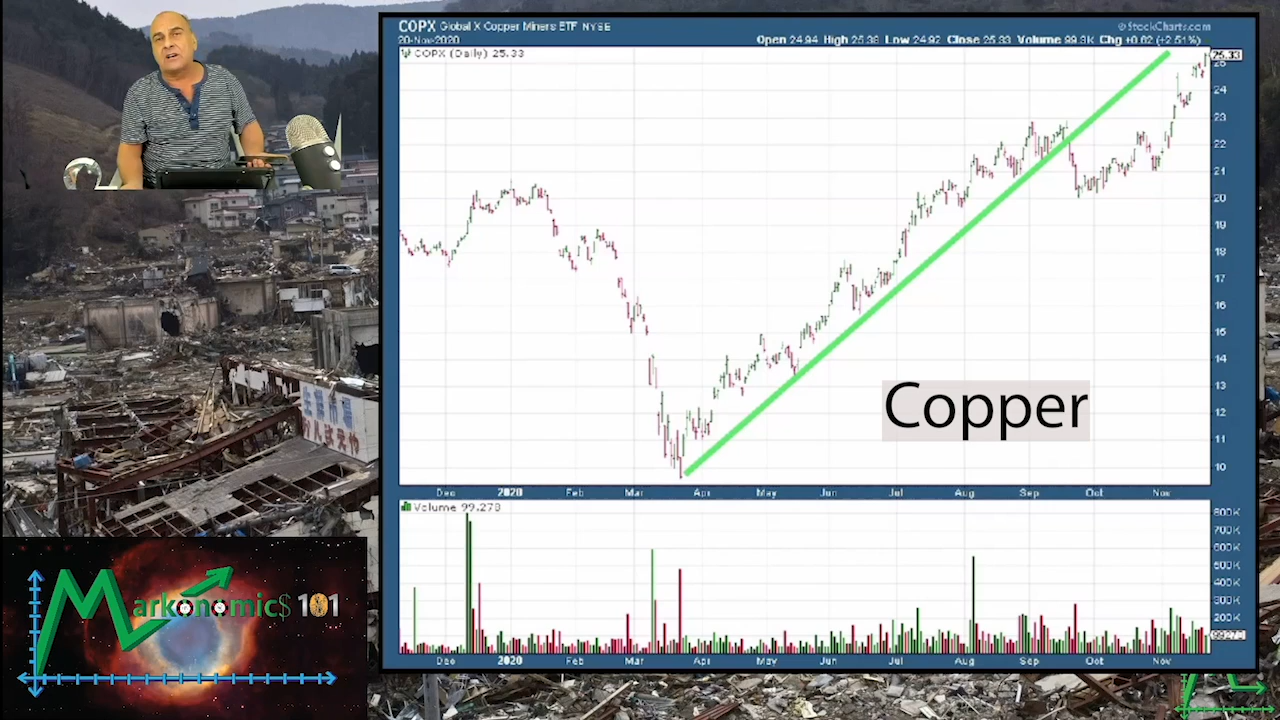 COPX Global X Copper Miners ETF NYSE
© StockCharts.com
20-Nov-2020
Open 24.94 High 25.38 Low 24.92 Close 25.33 Volume 99.3K Chg +0.62 (+2.51%)
COPX (Daily) 25.33
25.33
25
24
23
22
21
20
19
18
17
16
15
14
13
12
11
10
Copper
Dec 2020 Feb Mar Apr May Jun Jul Aug Sep Oct Nov
Volume 99,278
800K
700K
600K
500K
400K
300K
200K
99278
Dec 2020 Feb Mar Apr May Jun Jul Aug Sep Oct Nov
Markonomic$ 101